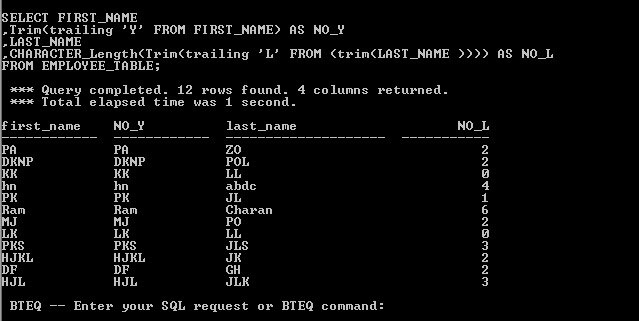 SELECT FIRST_NAME
,Trim(trailing 'Y' FROM FIRST_NAME) AS NO_Y
,LAST_NAME
,CHARACTER_Length(Trim(trailing 'L' FROM (trim(LAST_NAME )))) AS NO_L
FROM EMPLOYEE_TABLE;
*** Query completed. 12 rows found. 4 columns returned.
*** Total elapsed time was 1 second.
first_name NO_Y last_name NO_L
PA PA ZO 2
DKNP DKNP POL 2
KK KK LL 0
hn hn abdc 4
PK PK JL 1
Ram Ram Charan 6
MJ MJ PO 2
LK LK LL 0
PKS PKS JLS 3
HJKL HJKL JK 2
DF DF GH 2
HJL HJL JLK 3
BTEQ -- Enter your SQL request or BTEQ command: